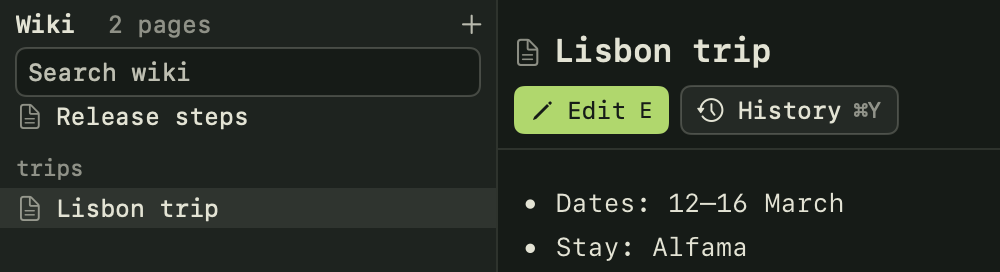 Wiki 2 pages
Search wiki
Release steps
trips
Lisbon trip
Lisbon trip
Edit E
History ⌘Y
• Dates: 12–16 March
• Stay: Alfama